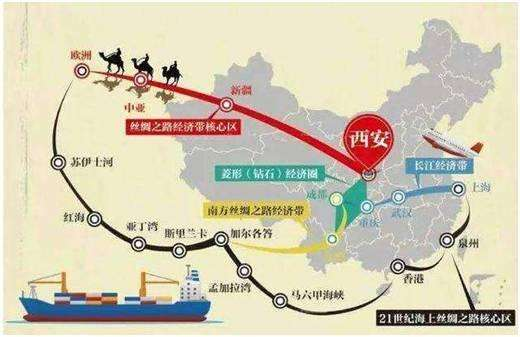 欧洲
中亚
新疆
丝绸之路经济带核心区
西安
菱形（钻石）经济圈
长江经济带
苏伊士河
成都
上海
武汉
重庆
南方丝绸之路经济带
红海
亚丁湾
斯里兰卡
加尔各答
泉州
孟加拉湾
香港
马六甲海峡
21世纪海上丝绸之路核心区